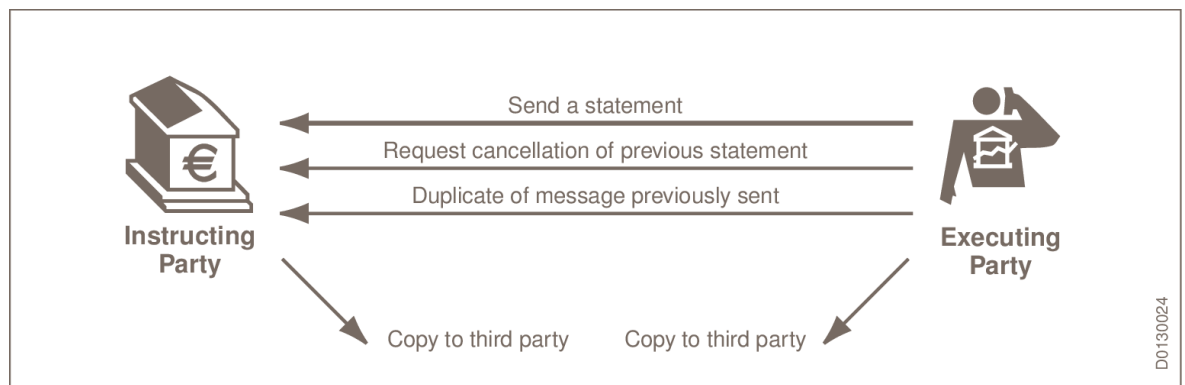 Send a statement
Request cancellation of previous statement
€
Duplicate of message previously sent
Instructing
Party
Executing
Party
Copy to third party
Copy to third party
D0130024